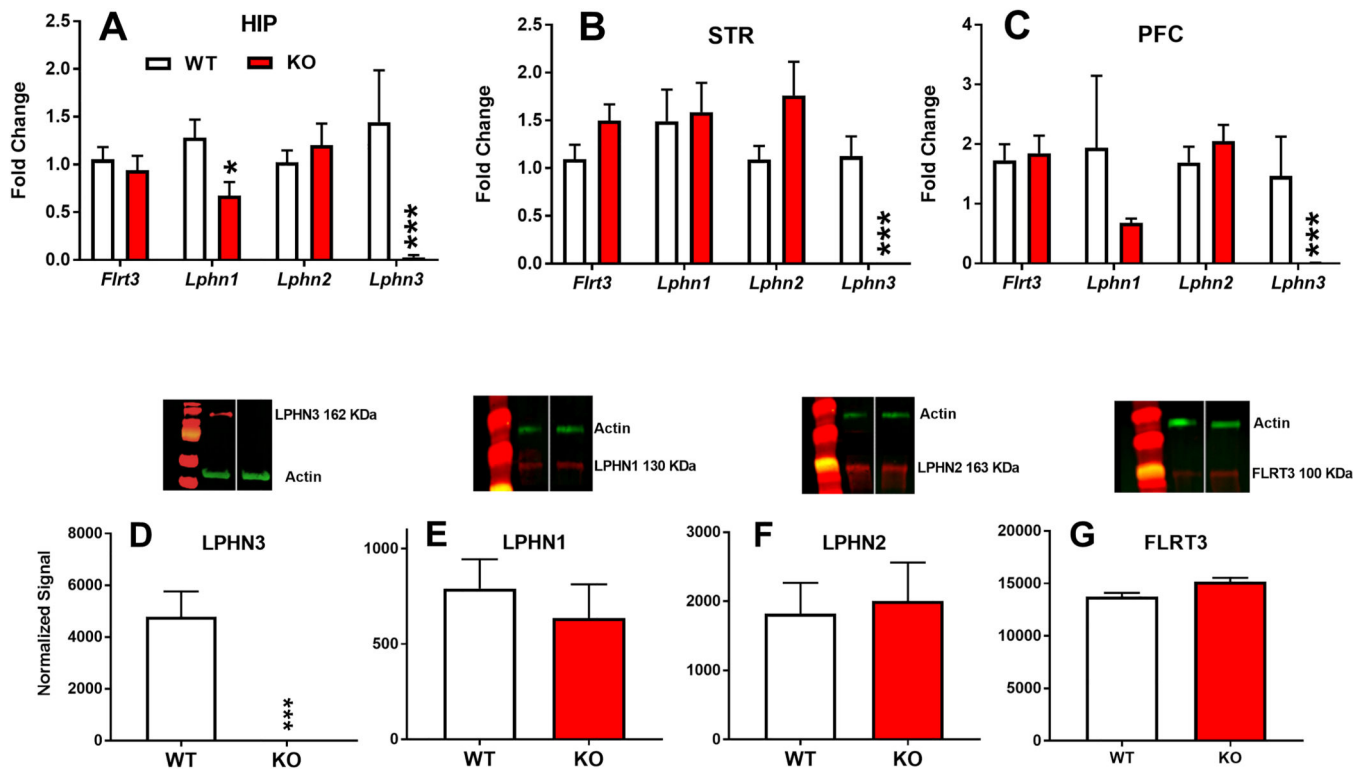 A HIP
WT KO
Fold Change
2.5
2.0
1.5
1.0
0.5
0.0
*
***
Flrt3 Lphn1 Lphn2 Lphn3
B STR
Fold Change
2.5
2.0
1.5
1.0
0.5
0.0
***
Flrt3 Lphn1 Lphn2 Lphn3
C PFC
Fold Change
4
3
2
1
0
***
Flrt3 Lphn1 Lphn2 Lphn3
LPHN3 162 KDa
Actin
Actin
LPHN1 130 KDa
Actin
LPHN2 163 KDa
Actin
FLRT3 100 KDa
D LPHN3
Normalized Signal
8000
6000
4000
2000
0
***
WT KO
E LPHN1
1000
500
0
WT KO
F LPHN2
3000
2000
1000
0
WT KO
G FLRT3
20000
15000
10000
5000
0
WT KO